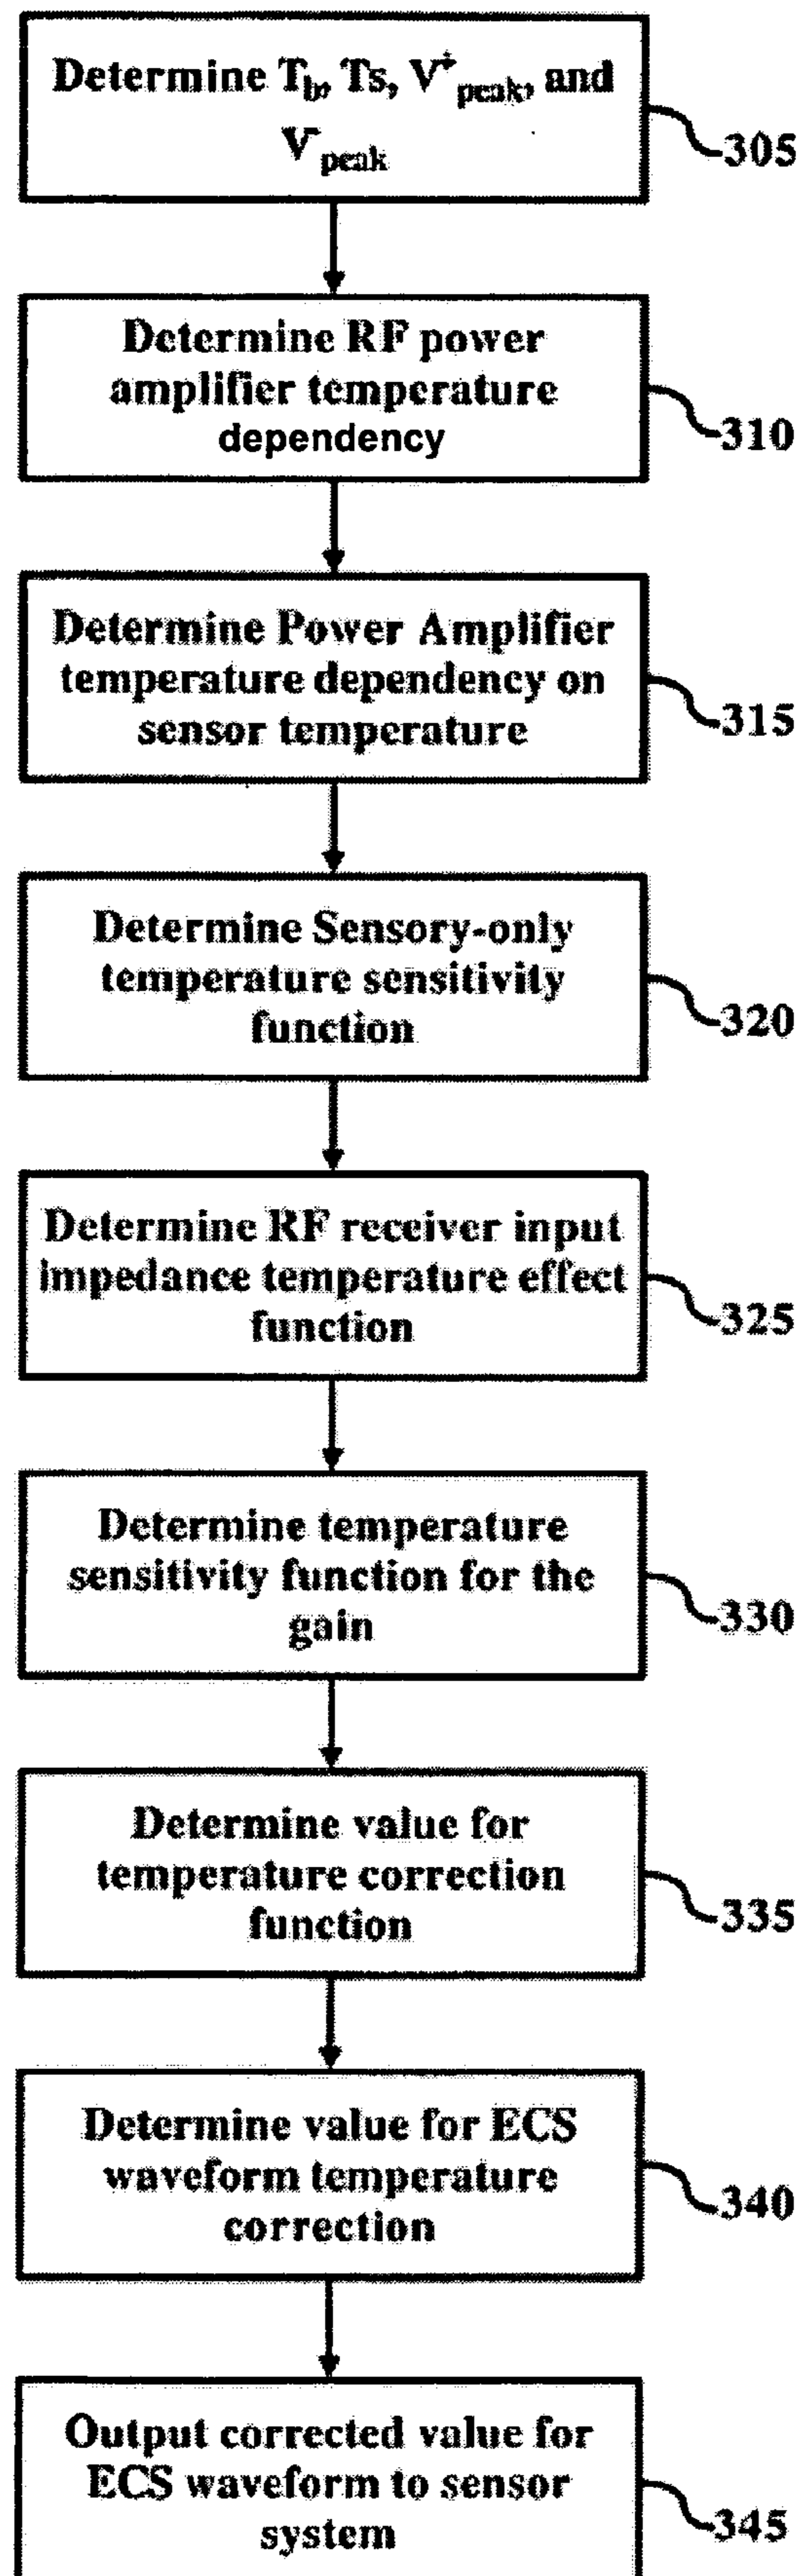 Determine T_b, Ts, V⁺_peak, and
V⁻_peak
305
Determine RF power
amplifier temperature
dependency
310
Determine Power Amplifier
temperature dependency on
sensor temperature
315
Determine Sensory-only
temperature sensitivity
function
320
Determine RF receiver input
impedance temperature effect
function
325
Determine temperature
sensitivity function for the
gain
330
Determine value for
temperature correction
function
335
Determine value for ECS
waveform temperature
correction
340
Output corrected value for
ECS waveform to sensor
system
345